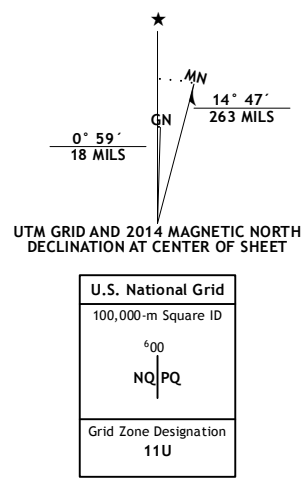 ★
MN
GN
14° 47´
263 MILS
0° 59´
18 MILS
UTM GRID AND 2014 MAGNETIC NORTH
DECLINATION AT CENTER OF SHEET
U.S. National Grid
100,000-m Square ID
⁶00
NQ PQ
Grid Zone Designation
11U